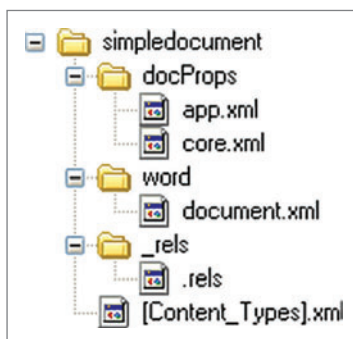 simpledocument
docProps
app.xml
core.xml
word
document.xml
_rels
.rels
[Content_Types].xml